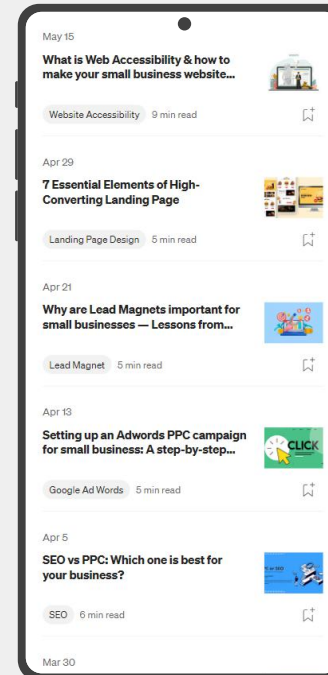 May 15
What is Web Accessibility & how to
make your small business website...
Website Accessibility 9 min read
Apr 29
7 Essential Elements of High-
Converting Landing Page
Landing Page Design 5 min read
Apr 21
Why are Lead Magnets important for
small businesses — Lessons from...
Lead Magnet 5 min read
Apr 13
Setting up an Adwords PPC campaign
for small business: A step-by-step...
CLICK
Google Ad Words 5 min read
Apr 5
SEO vs PPC: Which one is best for
your business?
SEO 6 min read
Mar 30